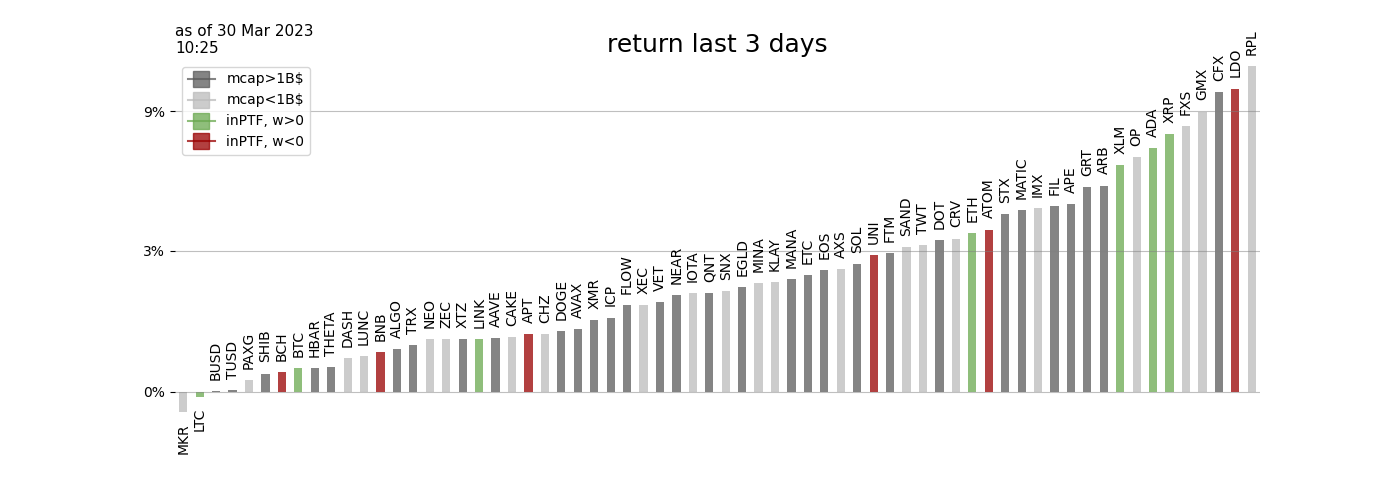 as of 30 Mar 2023
10:25
return last 3 days
mcap>1B$
mcap<1B$
inPTF, w>0
inPTF, w<0
9%
3%
0%
MKR
LTC
BUSD
TUSD
PAXG
SHIB
BCH
BTC
HBAR
THETA
DASH
LUNC
BNB
ALGO
TRX
NEO
ZEC
XTZ
LINK
AAVE
CAKE
APT
CHZ
DOGE
AVAX
XMR
ICP
FLOW
XEC
VET
NEAR
IOTA
QNT
SNX
EGLD
MINA
KLAY
MANA
ETC
EOS
AXS
SOL
UNI
FTM
SAND
TWT
DOT
CRV
ETH
ATOM
STX
MATIC
IMX
FIL
APE
GRT
ARB
XLM
OP
ADA
XRP
FXS
GMX
CFX
LDO
RPL